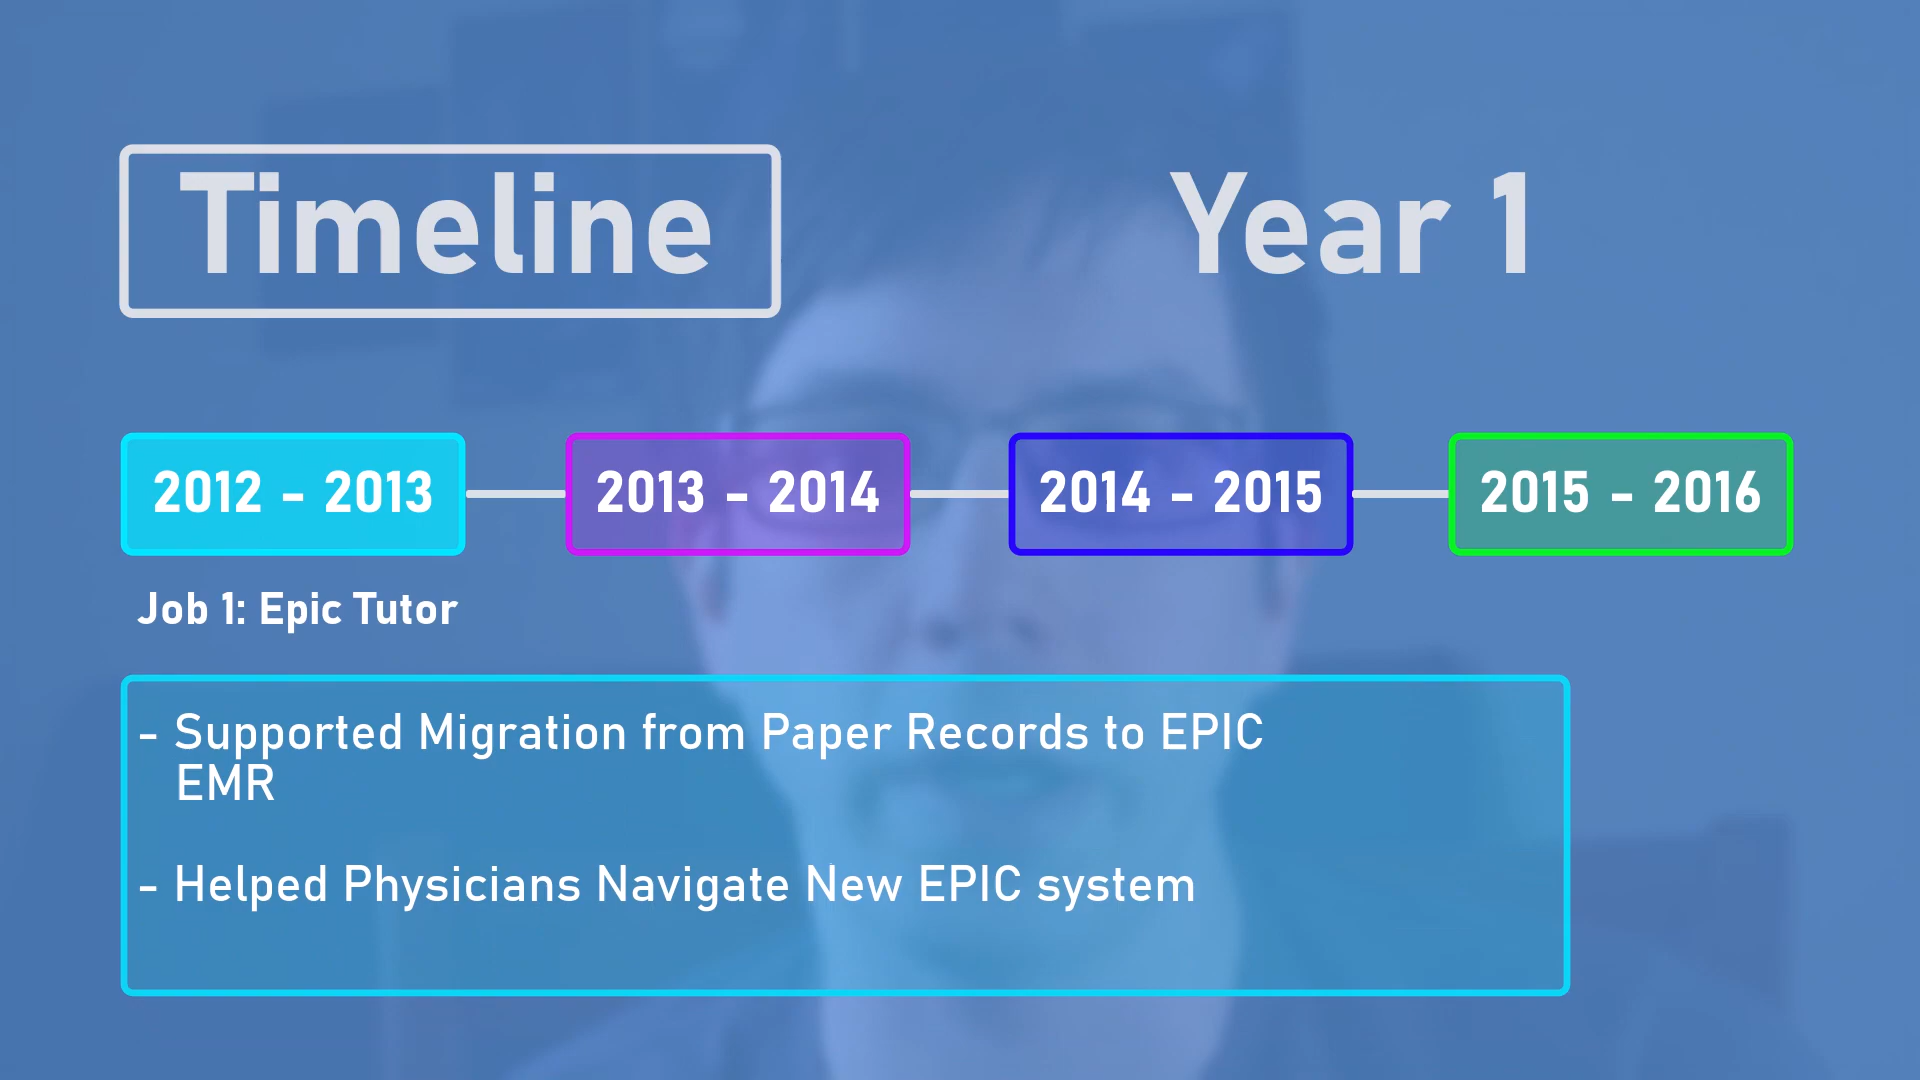 Timeline
Year 1
2012 - 2013
2013 - 2014
2014 - 2015
2015 - 2016
Job 1: Epic Tutor
- Supported Migration from Paper Records to EPIC
EMR
- Helped Physicians Navigate New EPIC system